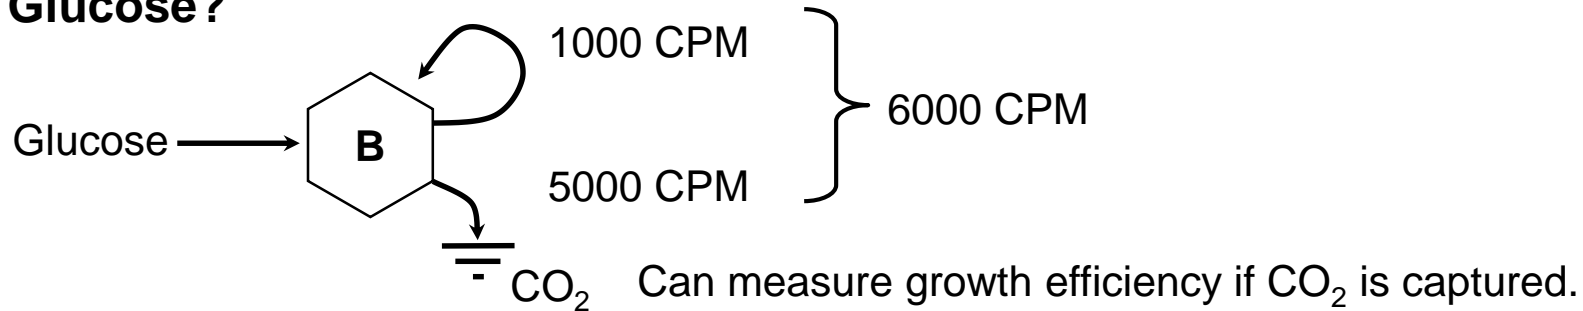 Glucose?
1000 CPM
6000 CPM
Glucose
B
5000 CPM
CO₂ Can measure growth efficiency if CO₂ is captured.